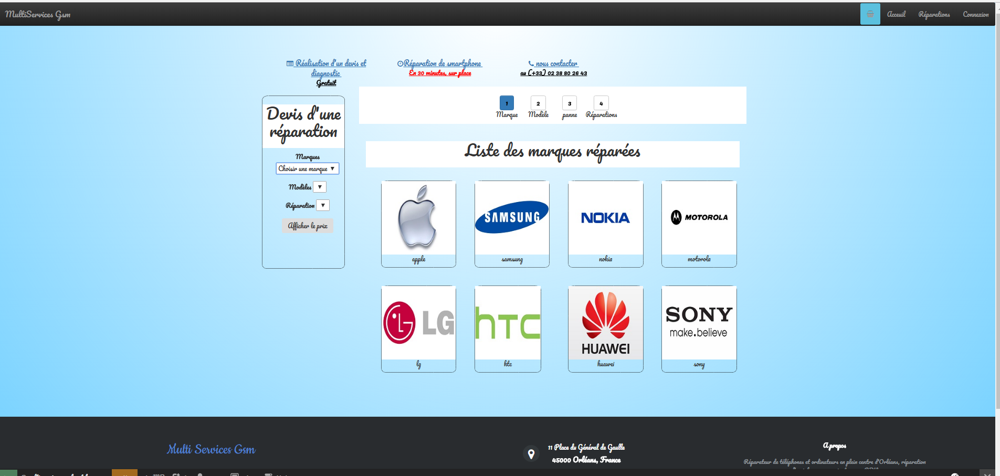 MultiServices Gsm
Acceuil
Réparations
Connexion
Réalisation d'un devis et
diagnostic
Gratuit
Réparation de smartphone
En 30 minutes, sur place
nous contacter
au (+33) 02 38 80 26 43
1
2
3
4
Marque
Modèle
panne
Réparations
Devis d'une
réparation
Marques
Choisir une marque
Modèles
Réparation
Afficher le prix
Liste des marques réparées
SAMSUNG
NOKIA
MOTOROLA
apple
samsung
nokia
motorola
LG
htc
HUAWEI
SONY
make.believe
lg
htc
huawei
sony
Multi Services Gsm
11 Place du Général de Gaulle
45000 Orléans, France
A propos
Réparateur de téléphones et ordinateurs en plein centre d'Orléans, réparation